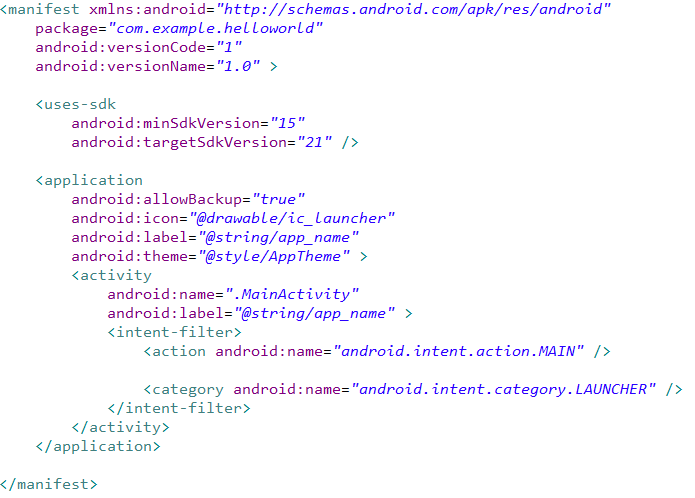 <manifest xmlns:android="http://schemas.android.com/apk/res/android"
    package="com.example.helloworld"
    android:versionCode="1"
    android:versionName="1.0" >

    <uses-sdk
        android:minSdkVersion="15"
        android:targetSdkVersion="21" />

    <application
        android:allowBackup="true"
        android:icon="@drawable/ic_launcher"
        android:label="@string/app_name"
        android:theme="@style/AppTheme" >
        <activity
            android:name=".MainActivity"
            android:label="@string/app_name" >
            <intent-filter>
                <action android:name="android.intent.action.MAIN" />

                <category android:name="android.intent.category.LAUNCHER" />
            </intent-filter>
        </activity>
    </application>

</manifest>